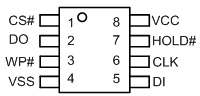 CS# 1 8 VCC
DO 2 7 HOLD#
WP# 3 6 CLK
VSS 4 5 DI